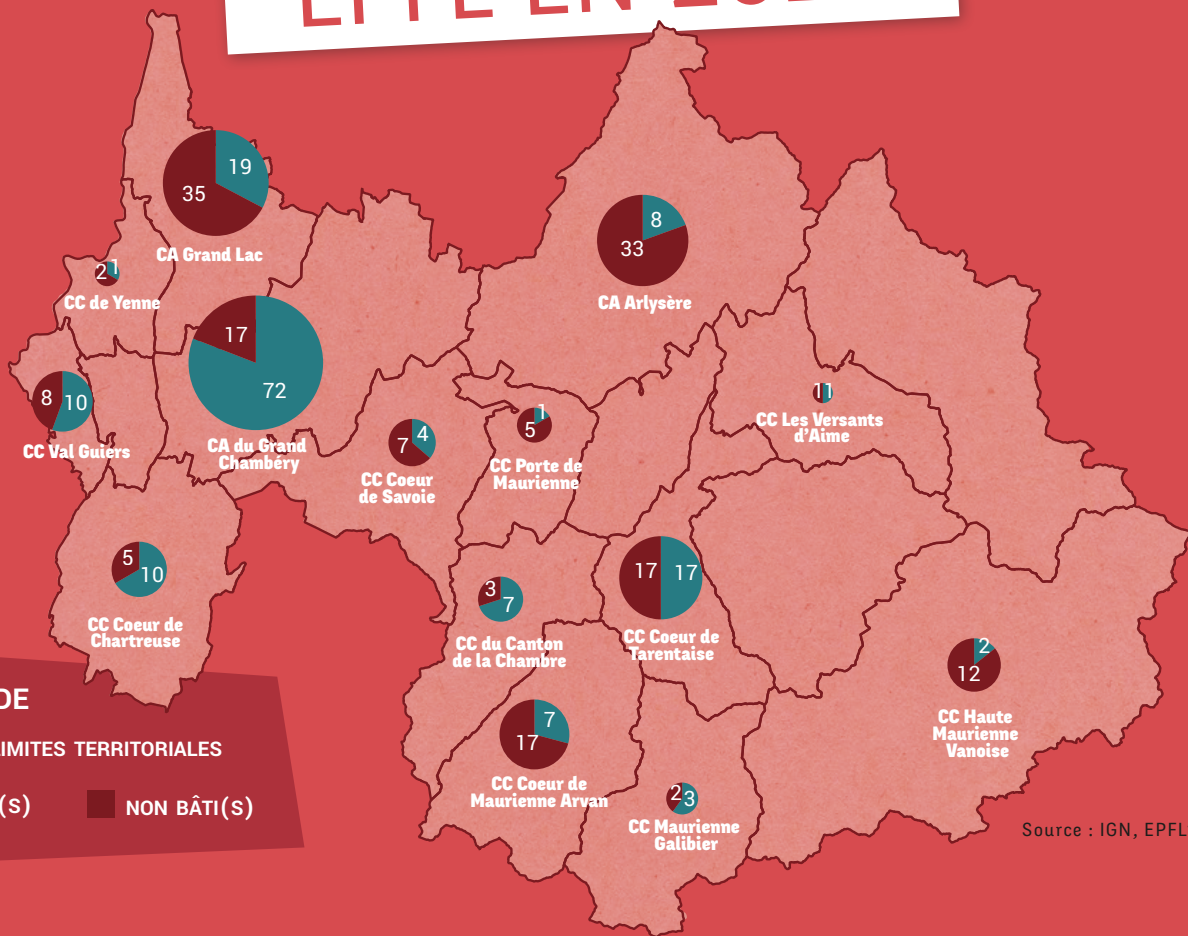 19
35
CA Grand Lac
8
33
CA Arlysère
2 1
CC de Yenne
17
72
CA du Grand
Chambéry
8 10
CC Val Guiers
11
CC Les Versants
d'Aime
7 4
CC Coeur
de Savoie
1
5
CC Porte de
Maurienne
5
10
CC Coeur de
Chartreuse
3
7
CC du Canton
de la Chambre
17 17
CC Coeur de
Tarentaise
2
12
CC Haute
Maurienne
Vanoise
7
17
CC Coeur de
Maurienne Arvan
2 3
CC Maurienne
Galibier
DE
LIMITES TERRITORIALES
(S)
NON BÂTI(S)
Source : IGN, EPFL